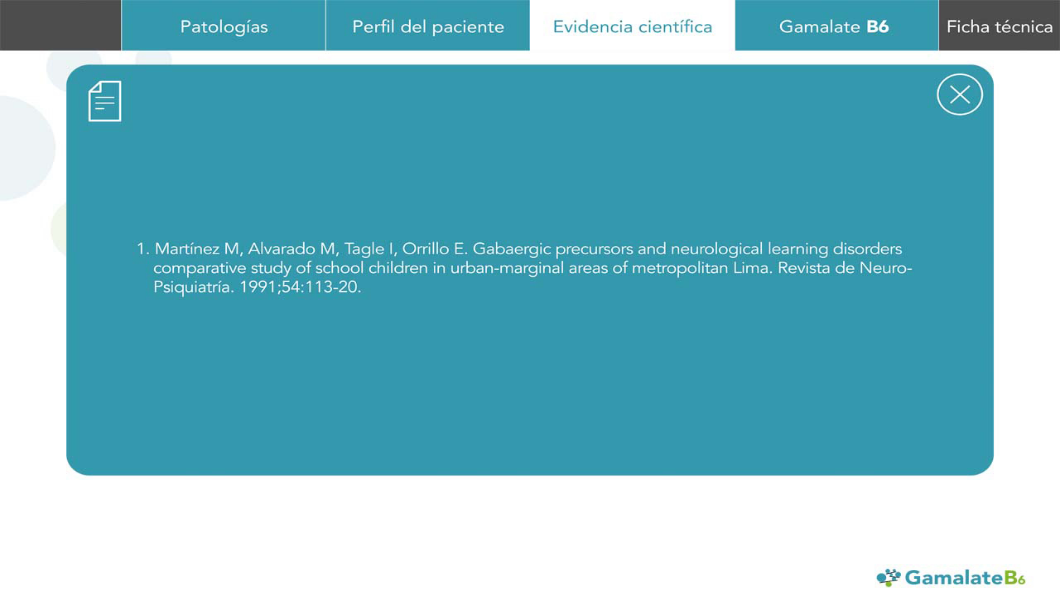 Patologías
Perfil del paciente
Evidencia científica
Gamalate B6
Ficha técnica
1. Martínez M, Alvarado M, Tagle I, Orrillo E. Gabaergic precursors and neurological learning disorders
comparative study of school children in urban-marginal areas of metropolitan Lima. Revista de Neuro-
Psiquiatría. 1991;54:113-20.
GamalateB6